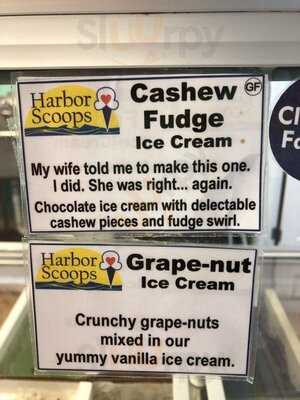 Sirlurpy
Harbor
Scoops
Cashew
GF
Fudge
Ice Cream
My wife told me to make this one.
I did. She was right... again.
Chocolate ice cream with delectable
cashew pieces and fudge swirl.
Harbor
Scoops
Grape-nut
Ice Cream
Crunchy grape-nuts
mixed in our
yummy vanilla ice cream.